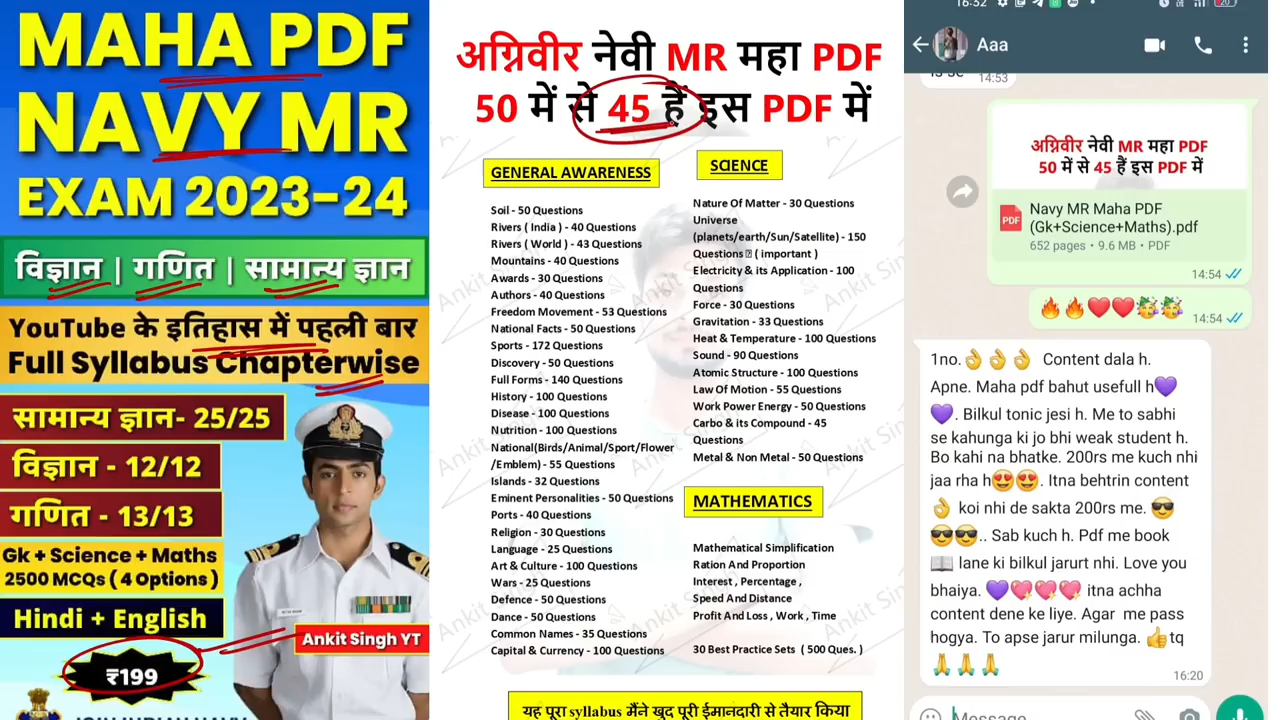 MAHA PDF
NAVY MR
EXAM 2023-24
विज्ञान | गणित | सामान्य ज्ञान
YouTube के इतिहास में पहली बार
Full Syllabus Chapterwise
सामान्य ज्ञान- 25/25
विज्ञान - 12/12
गणित - 13/13
Gk + Science + Maths
2500 MCQs ( 4 Options )
Hindi + English
Ankit Singh YT
₹199
JOIN INDIAN NAVY
अग्निवीर नेवी MR महा PDF
50 में से 45 हैं इस PDF में
GENERAL AWARENESS
Soil - 50 Questions
Rivers ( India ) - 40 Questions
Rivers ( World ) - 43 Questions
Mountains - 40 Questions
Awards - 30 Questions
Authors - 40 Questions
Freedom Movement - 53 Questions
National Facts - 50 Questions
Sports - 172 Questions
Discovery - 50 Questions
Full Forms - 140 Questions
History - 100 Questions
Disease - 100 Questions
Nutrition - 100 Questions
National(Birds/Animal/Sport/Flower
/Emblem) - 55 Questions
Islands - 32 Questions
Eminent Personalities - 50 Questions
Ports - 40 Questions
Religion - 30 Questions
Language - 25 Questions
Art & Culture - 100 Questions
Wars - 25 Questions
Defence - 50 Questions
Dance - 50 Questions
Common Names - 35 Questions
Capital & Currency - 100 Questions
SCIENCE
Nature Of Matter - 30 Questions
Universe
(planets/earth/Sun/Satellite) - 150
Questions ( important )
Electricity & its Application - 100
Questions
Force - 30 Questions
Gravitation - 33 Questions
Heat & Temperature - 100 Questions
Sound - 90 Questions
Atomic Structure - 100 Questions
Law Of Motion - 55 Questions
Work Power Energy - 50 Questions
Carbo & its Compound - 45
Questions
Metal & Non Metal - 50 Questions
MATHEMATICS
Mathematical Simplification
Ration And Proportion
Interest , Percentage ,
Speed And Distance
Profit And Loss , Work , Time
30 Best Practice Sets ( 500 Ques. )
यह पूरा syllabus मैंने खुद पूरी ईमानदारी से तैयार किया
16:52
Aaa
14:53
अग्निवीर नेवी MR महा PDF
50 में से 45 हैं इस PDF में
PDF
Navy MR Maha PDF
(Gk+Science+Maths).pdf
652 pages • 9.6 MB • PDF
14:54
🔥🔥❤️❤️🥳🥳 14:54
1no.👌👌👌 Content dala h.
Apne. Maha pdf bahut usefull h💜
💜. Bilkul tonic jesi h. Me to sabhi
se kahunga ki jo bhi weak student h.
Bo kahi na bhatke. 200rs me kuch nhi
jaa rha h😍😍. Itna behtrin content
👌 koi nhi de sakta 200rs me. 😎
😎😎.. Sab kuch h. Pdf me book
📖 lane ki bilkul jarurt nhi. Love you
bhaiya. 💜💖💖💖 itna achha
content dene ke liye. Agar me pass
hogya. To apse jarur milunga. 👍tq
🙏🙏🙏
16:20
Message